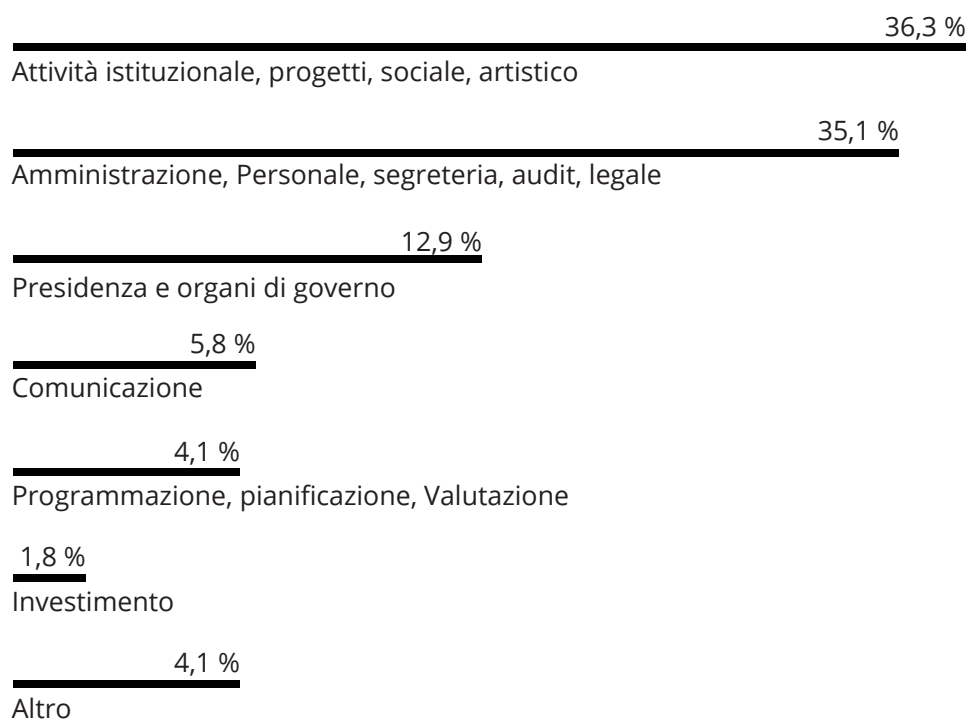 36,3 %
Attività istituzionale, progetti, sociale, artistico
35,1 %
Amministrazione, Personale, segreteria, audit, legale
12,9 %
Presidenza e organi di governo
5,8 %
Comunicazione
4,1 %
Programmazione, pianificazione, Valutazione
1,8 %
Investimento
4,1 %
Altro